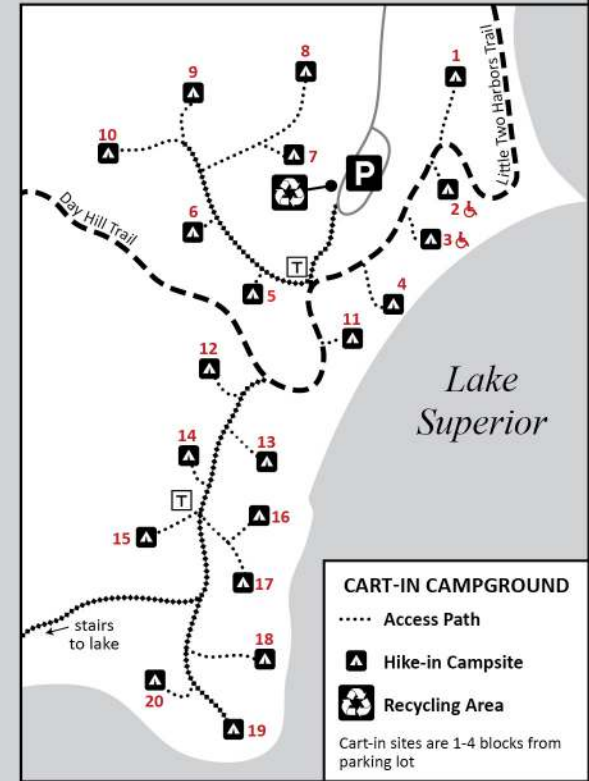 Little Two Harbors Trail
1
8
9
10
7
P
2
3
6
Day Hill Trail
T
5
4
11
12
Lake
Superior
14
13
T
16
15
17
stairs
to lake
18
20
19
CART-IN CAMPGROUND
Access Path
Hike-in Campsite
Recycling Area
Cart-in sites are 1-4 blocks from
parking lot